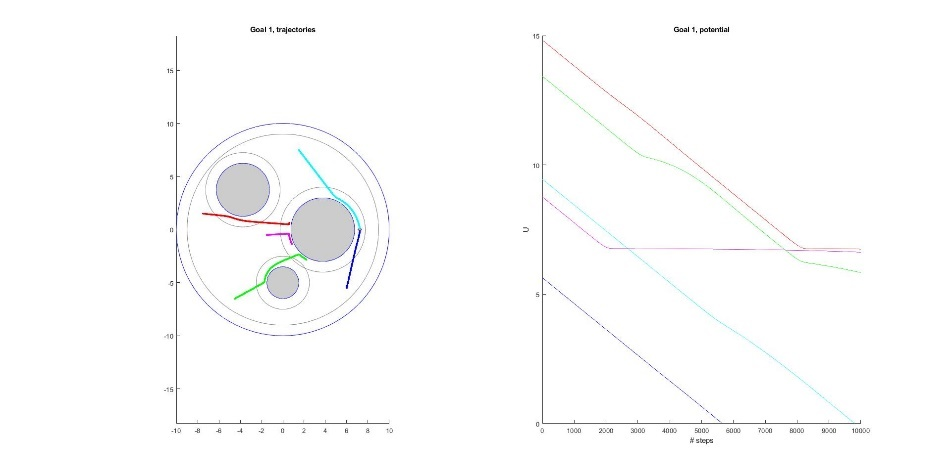 Goal 1, trajectories
15
10
5
0
-5
-10
-15
-10 -8 -6 -4 -2 0 2 4 6 8 10
Goal 1, potential
15
10
5
0
U
0 1000 2000 3000 4000 5000 6000 7000 8000 9000 10000
# steps